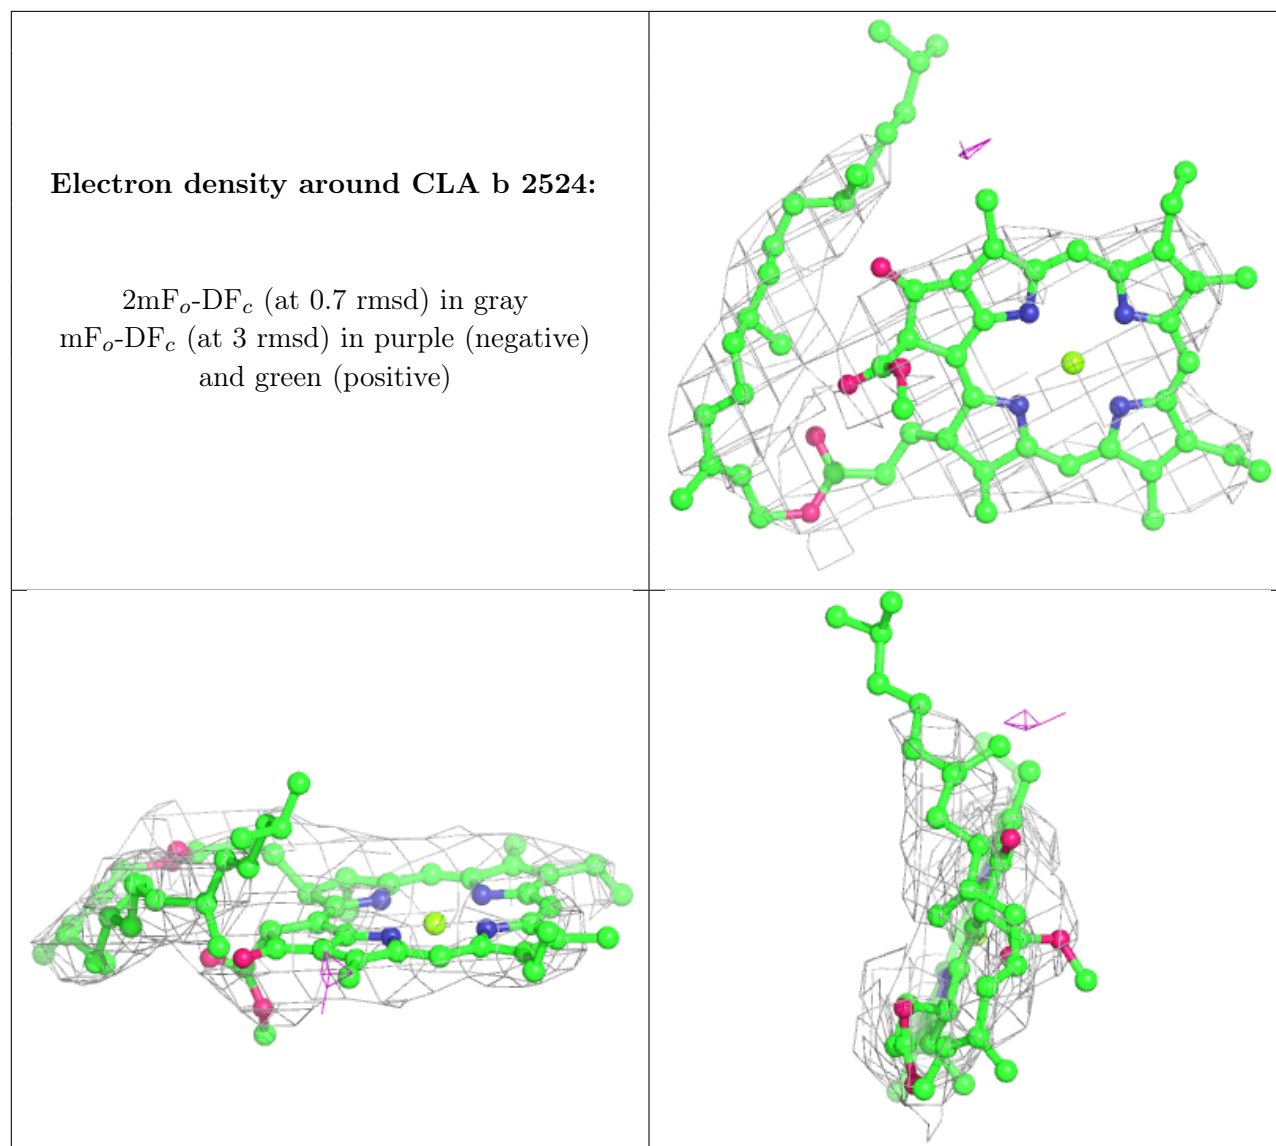 Electron density around CLA b 2524:
2mFo-DFc (at 0.7 rmsd) in gray
mFo-DFc (at 3 rmsd) in purple (negative)
and green (positive)